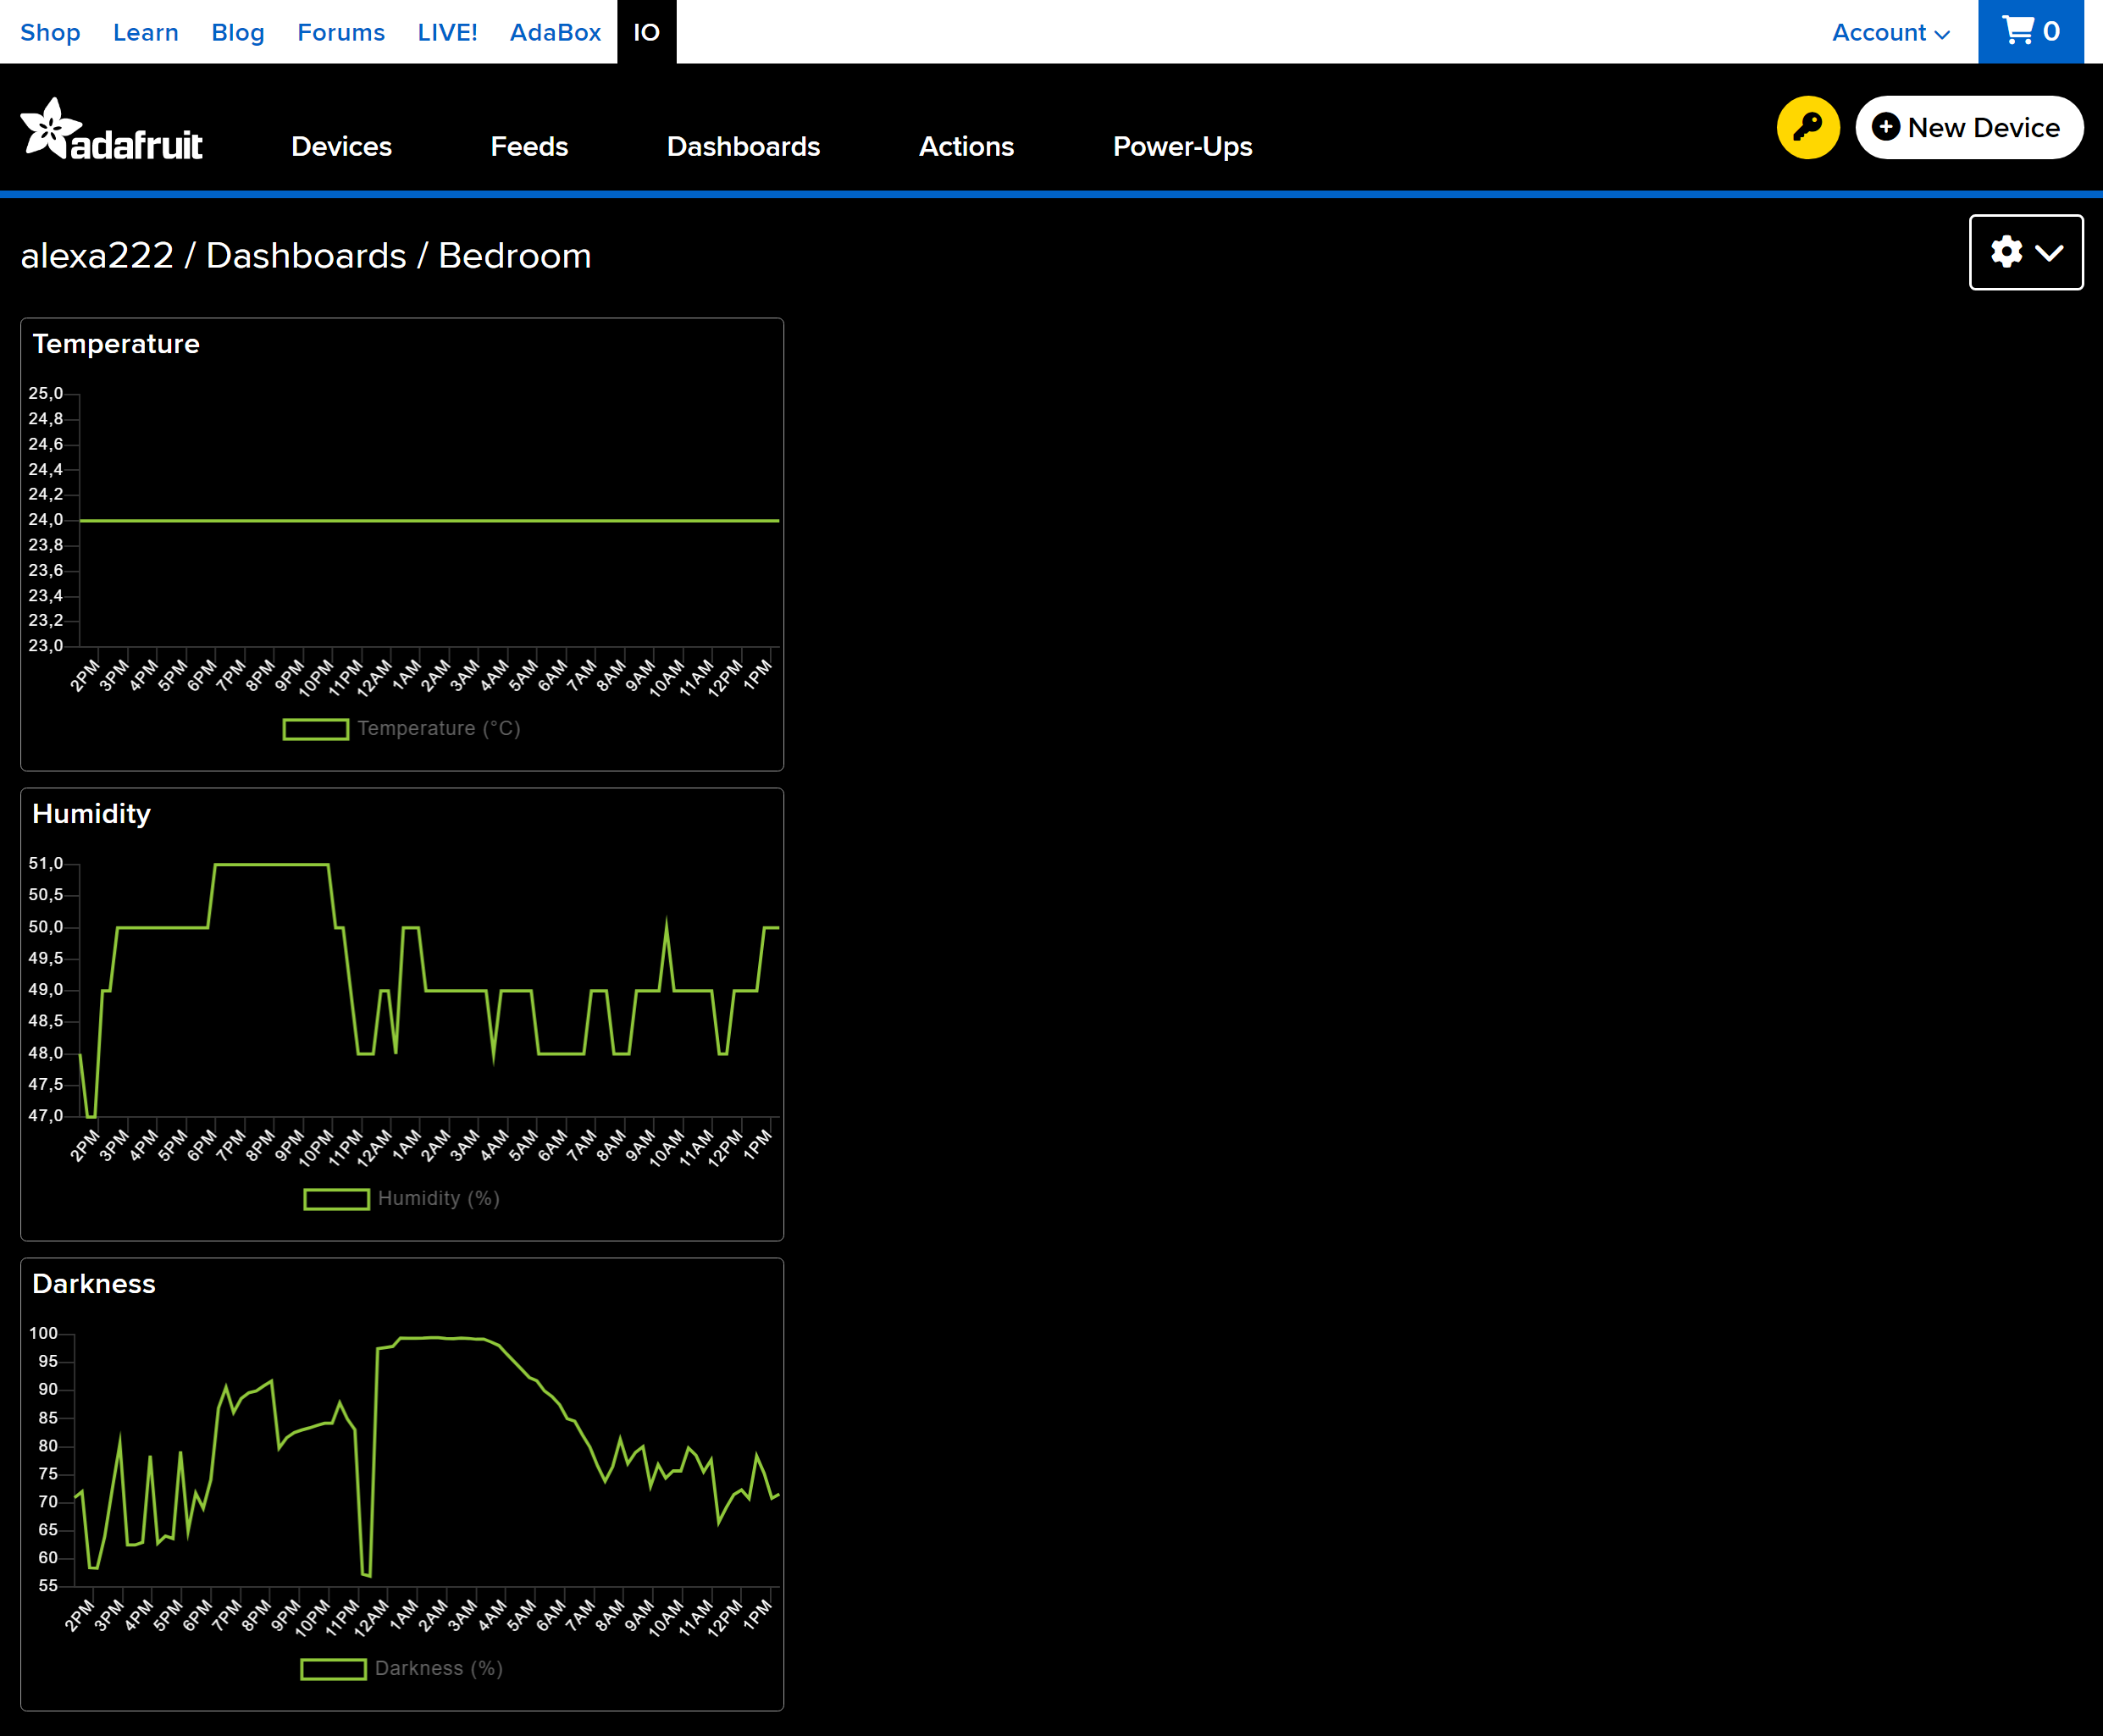 Shop Learn Blog Forums LIVE! AdaBox IO Account 0
adafruit Devices Feeds Dashboards Actions Power-Ups New Device
alexa222 / Dashboards / Bedroom
Temperature
25,0
24,8
24,6
24,4
24,2
24,0
23,8
23,6
23,4
23,2
23,0
2PM 3PM 4PM 5PM 6PM 7PM 8PM 9PM 10PM 11PM 12AM 1AM 2AM 3AM 4AM 5AM 6AM 7AM 8AM 9AM 10AM 11AM 12PM 1PM
Temperature (°C)
Humidity
51,0
50,5
50,0
49,5
49,0
48,5
48,0
47,5
47,0
2PM 3PM 4PM 5PM 6PM 7PM 8PM 9PM 10PM 11PM 12AM 1AM 2AM 3AM 4AM 5AM 6AM 7AM 8AM 9AM 10AM 11AM 12PM 1PM
Humidity (%)
Darkness
100
95
90
85
80
75
70
65
60
55
2PM 3PM 4PM 5PM 6PM 7PM 8PM 9PM 10PM 11PM 12AM 1AM 2AM 3AM 4AM 5AM 6AM 7AM 8AM 9AM 10AM 11AM 12PM 1PM
Darkness (%)